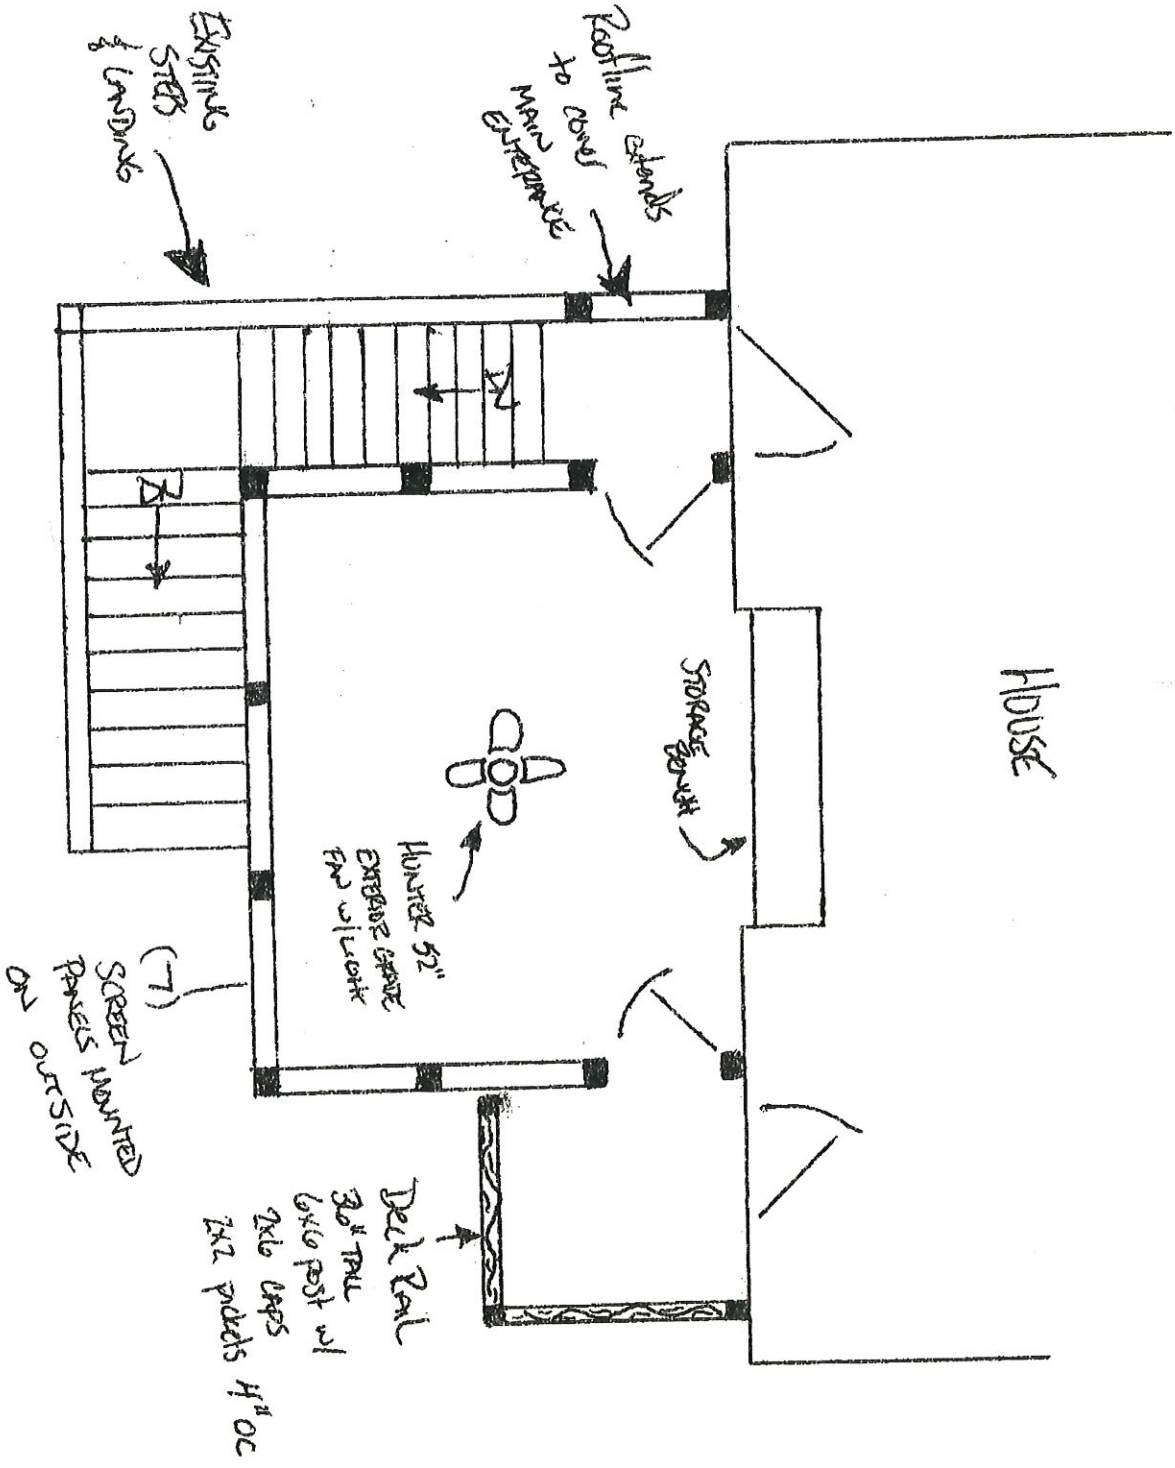 HOUSE
Roofline extends
to cover
MAIN
ENTERANCE
EXISTING
STEPS
& LANDING
DN
DN
STORAGE
BENCH
HUNTER 52"
EXTERIOR GRADE
FAN W/LIGHT
(7)
SCREEN
PANELS MOUNTED
ON OUTSIDE
Deck Rail
36" TALL
6x6 POST w/
2x6 CAPS
2x2 pickets 4" OC